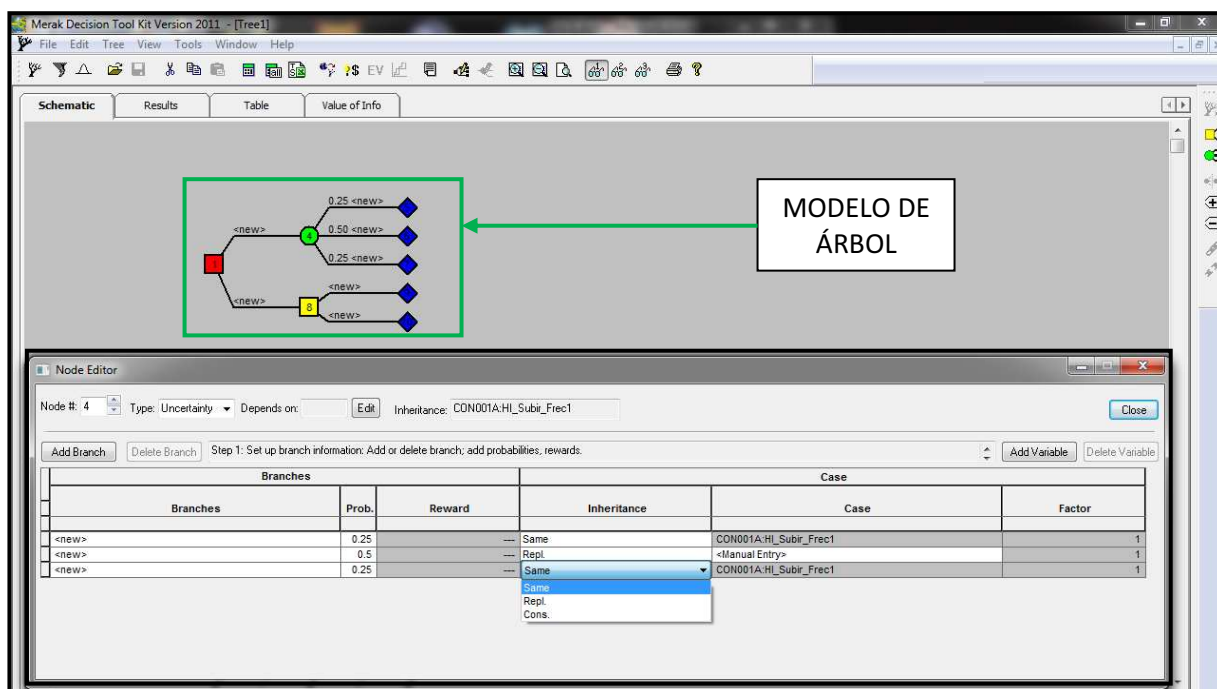 Merak Decision Tool Kit Version 2011 - [Tree1]
File Edit Tree View Tools Window Help
Schematic Results Table Value of Info
0.25 <new>
<new> 4 0.50 <new>
0.25 <new>
<new>
<new> 8
<new>
MODELO DE
ÁRBOL
Node Editor
Node #: 4 Type: Uncertainty Depends on: Edit Inheritance: CON001A:HI_Subir_Frec1 Close
Add Branch Delete Branch Step 1: Set up branch information: Add or delete branch; add probabilities, rewards. Add Variable Delete Variable
Branches Case
Branches Prob. Reward Inheritance Case Factor
<new> 0.25 --- Same CON001A:HI_Subir_Frec1 1
<new> 0.5 --- Repl. <Manual Entry> 1
<new> 0.25 --- Same CON001A:HI_Subir_Frec1 1
Same
Repl.
Cons.